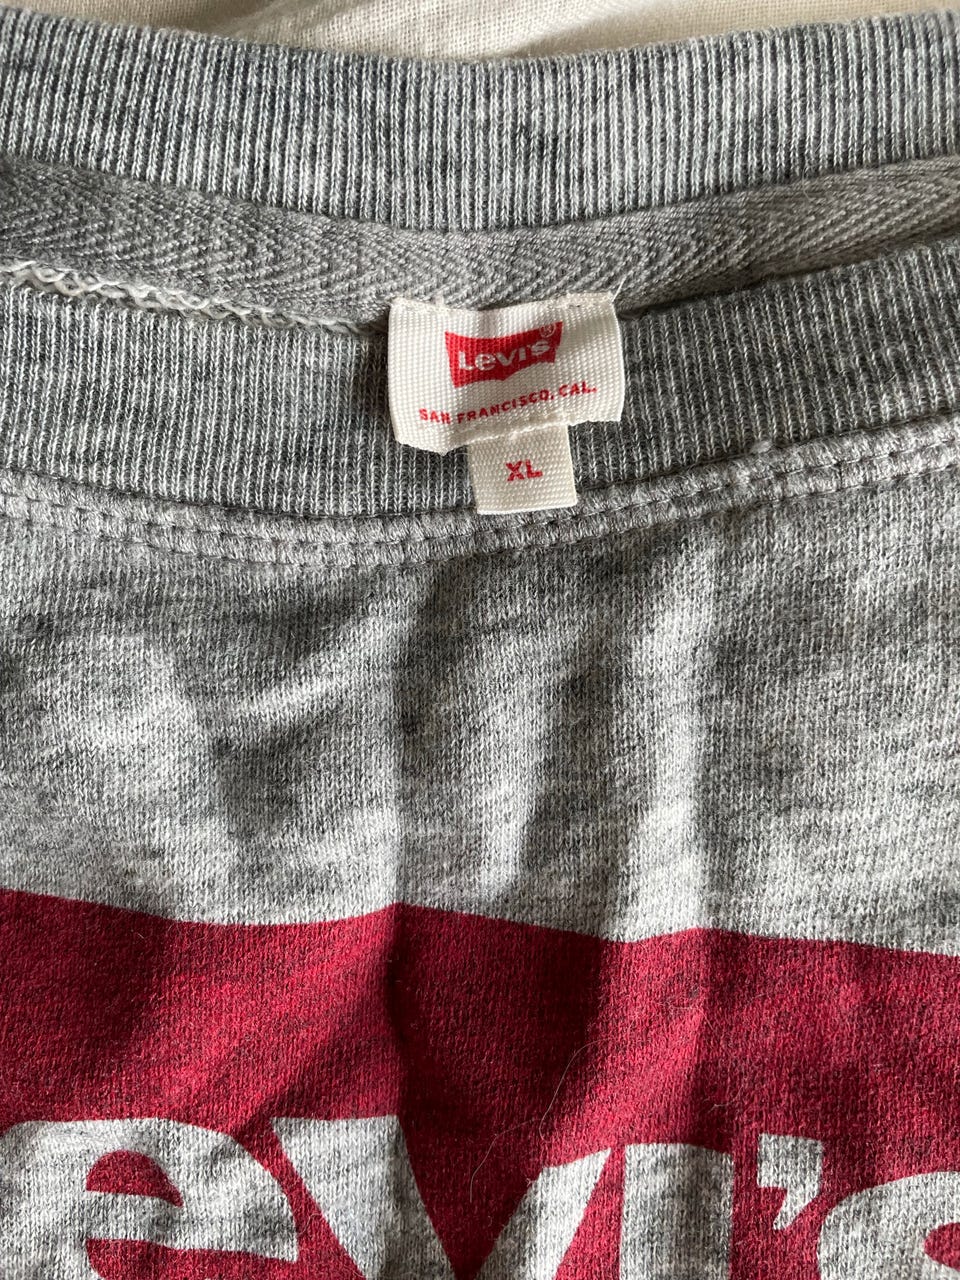 Levi's®
SAN FRANCISCO, CAL.
XL
evi's